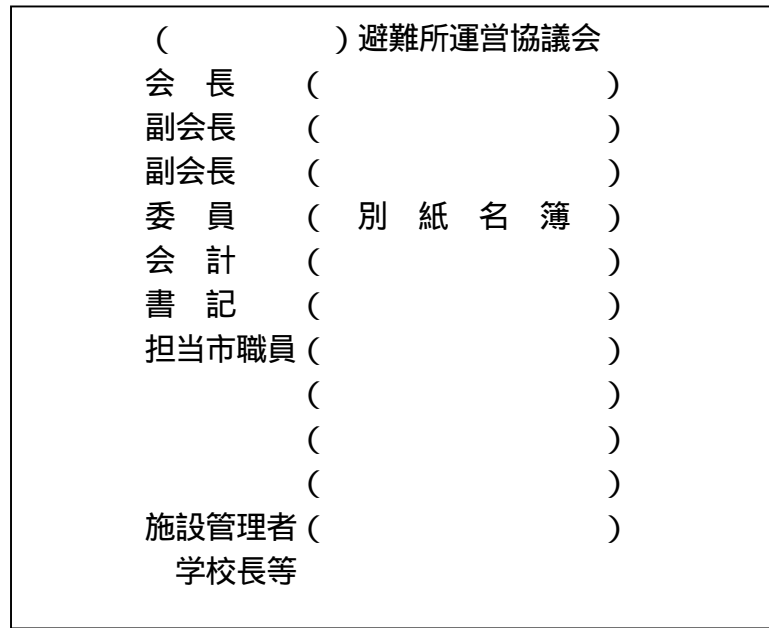 (　　　　　)避難所運営協議会
会　長　　(　　　　　　　　　)
副会長　　(　　　　　　　　　)
副会長　　(　　　　　　　　　)
委　員　　(　別　紙　名　簿　)
会　計　　(　　　　　　　　　)
書　記　　(　　　　　　　　　)
担当市職員(　　　　　　　　　)
(　　　　　　　　　)
(　　　　　　　　　)
(　　　　　　　　　)
施設管理者(　　　　　　　　　)
学校長等